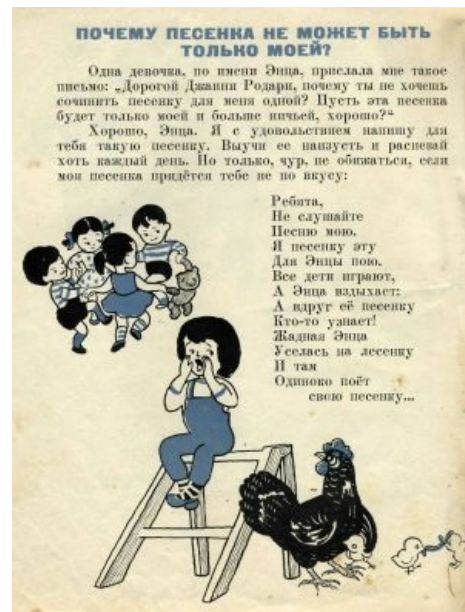 ПОЧЕМУ ПЕСЕНКА НЕ МОЖЕТ БЫТЬ
ТОЛЬКО МОЕЙ?
Одна девочка, по имени Энца, прислала мне такое
письмо: „Дорогой Джанни Родари, почему ты не хочешь
сочинить песенку для меня одной? Пусть эта песенка
будет только моей и больше ничьей, хорошо?“
Хорошо, Энца. Я с удовольствием напишу для
тебя такую песенку. Выучи ее наизусть и распевай
хоть каждый день. Но только, чур, не обижаться, если
моя песенка придётся тебе не по вкусу:
Ребята,
Не слушайте
Песню мою.
Я песенку эту
Для Энцы пою.
Все дети играют,
А Энца вздыхает:
А вдруг её песенку
Кто-то узнает!
Жадная Энца
Уселась на лесенку
И там
Одиноко поёт
свою песенку...